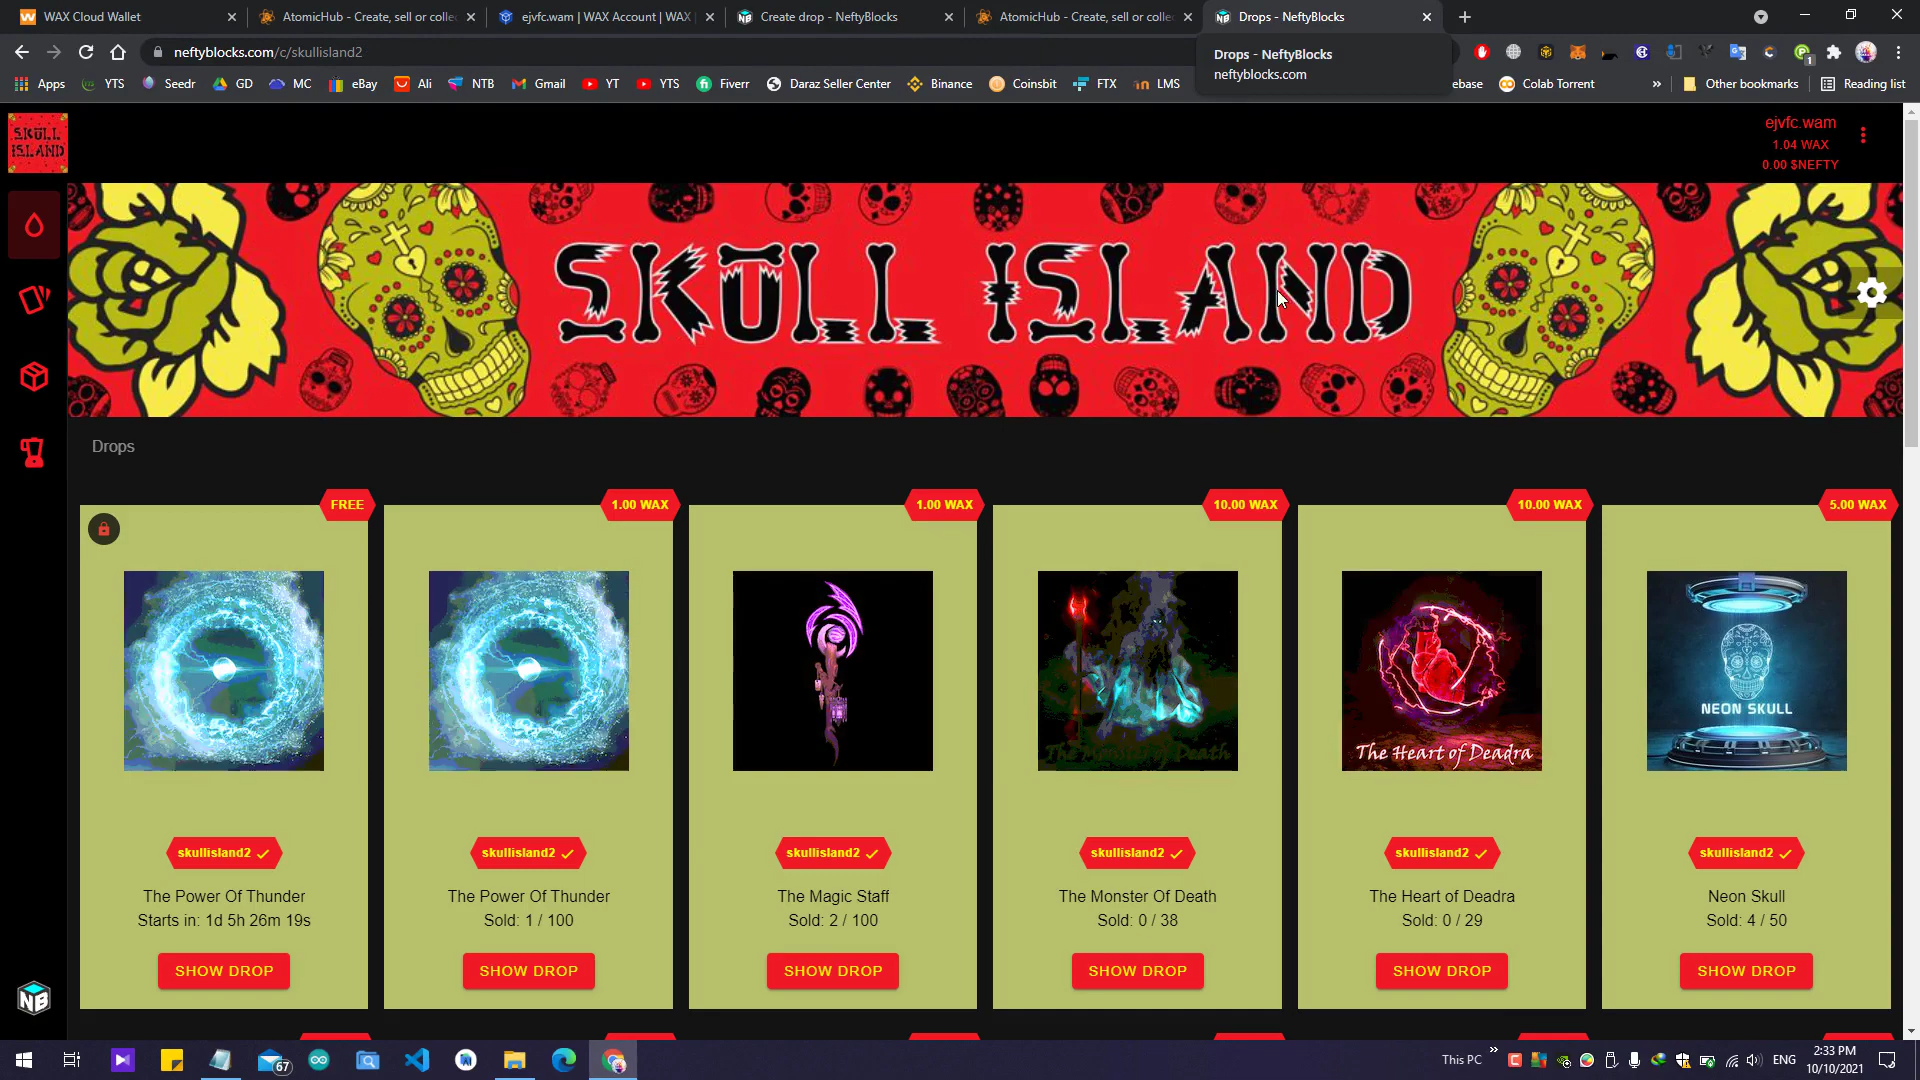 WAX Cloud Wallet
AtomicHub - Create, sell or colle
ejvfc.wam | WAX Account | WAX
Create drop - NeftyBlocks
AtomicHub - Create, sell or colle
Drops - NeftyBlocks
neftyblocks.com/c/skullisland2
Drops - NeftyBlocks
neftyblocks.com
1
Apps
YTS
Seedr
GD
MC
eBay
Ali
NTB
Gmail
YT
YTS
Fiverr
Daraz Seller Center
Binance
Coinsbit
FTX
LMS
ebase
Colab Torrent
»
Other bookmarks
Reading list
SKULL
ISLAND
ejvfc.wam
1.04 WAX
0.00 $NEFTY
SKULL ISLAND
Drops
FREE
1.00 WAX
1.00 WAX
10.00 WAX
10.00 WAX
5.00 WAX
The Monster of Death
The Heart of Deadra
NEON SKULL
skullisland2
skullisland2
skullisland2
skullisland2
skullisland2
skullisland2
The Power Of Thunder
Starts in: 1d 5h 26m 19s
The Power Of Thunder
Sold: 1 / 100
The Magic Staff
Sold: 2 / 100
The Monster Of Death
Sold: 0 / 38
The Heart of Deadra
Sold: 0 / 29
Neon Skull
Sold: 4 / 50
SHOW DROP
SHOW DROP
SHOW DROP
SHOW DROP
SHOW DROP
SHOW DROP
NB
67
This PC
»
ENG
2:33 PM
10/10/2021